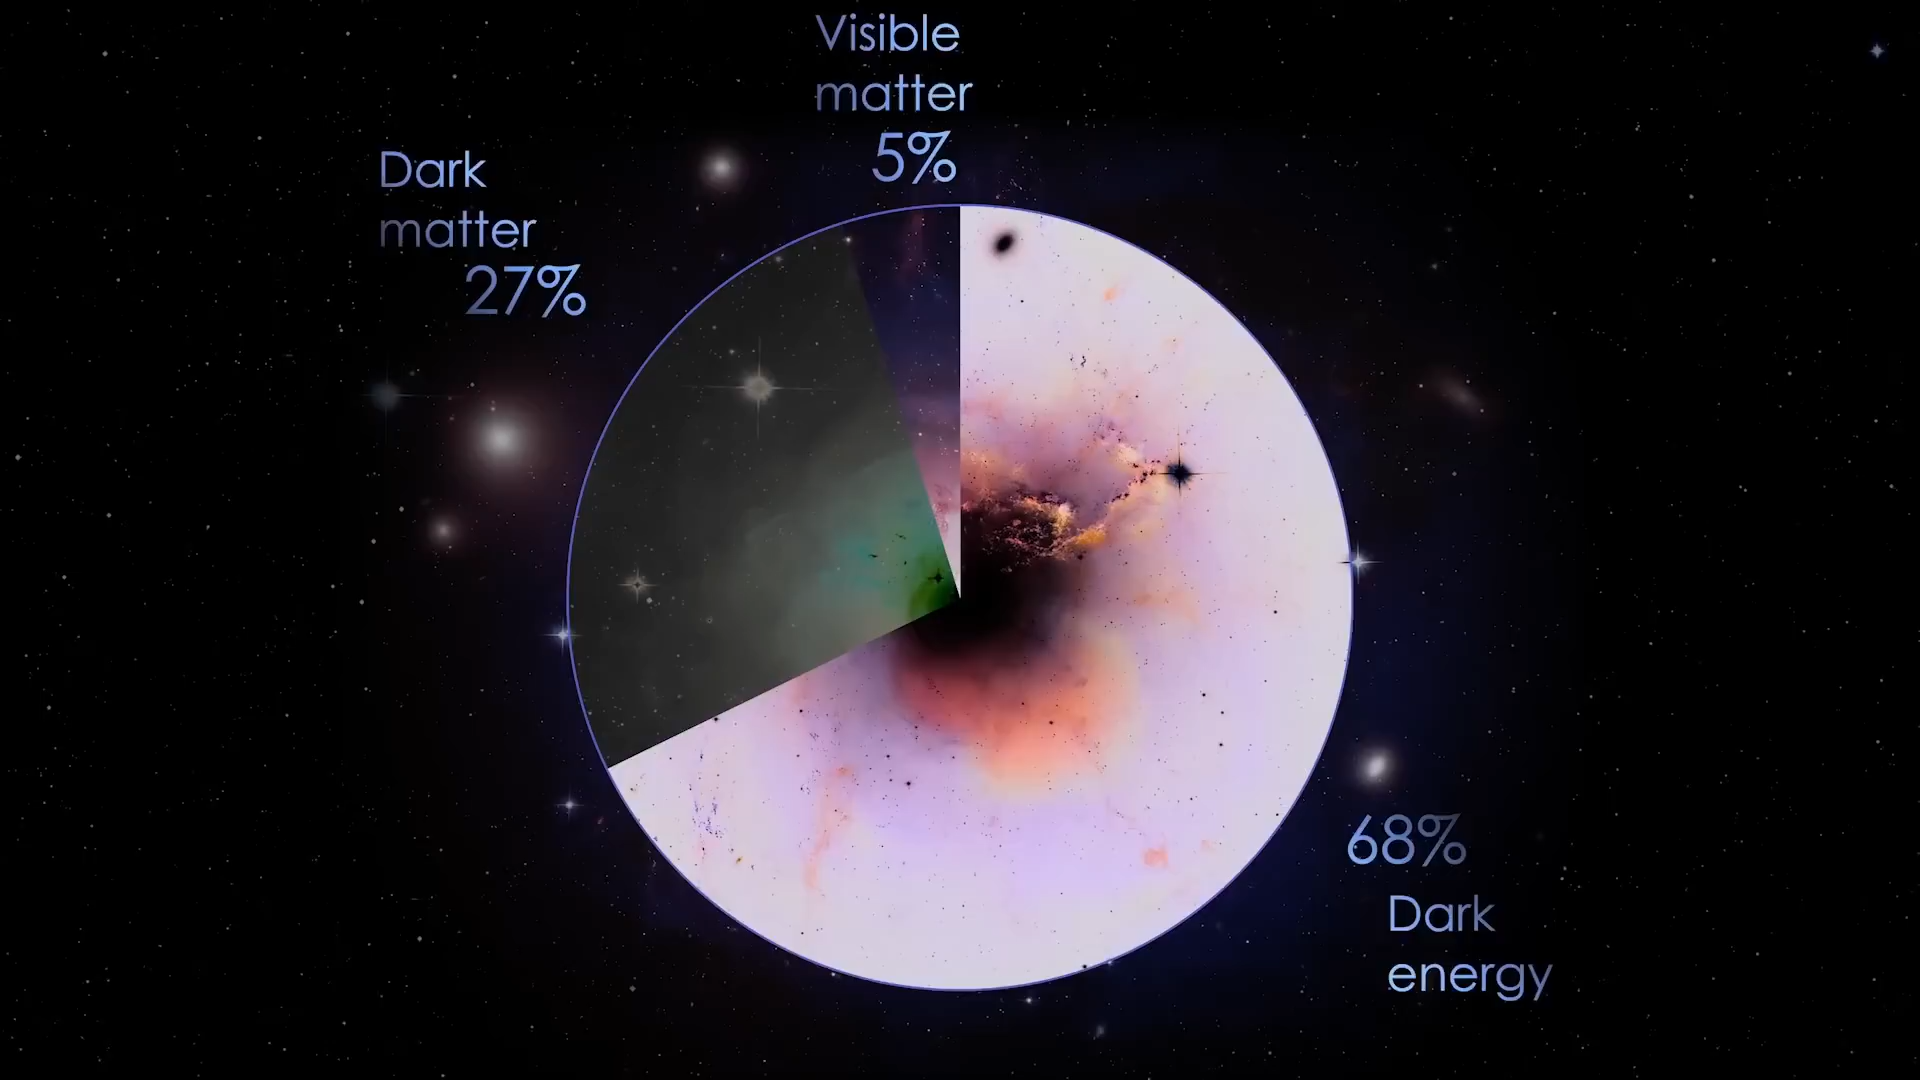 Visible
matter
5%
Dark
matter
27%
68%
Dark
energy